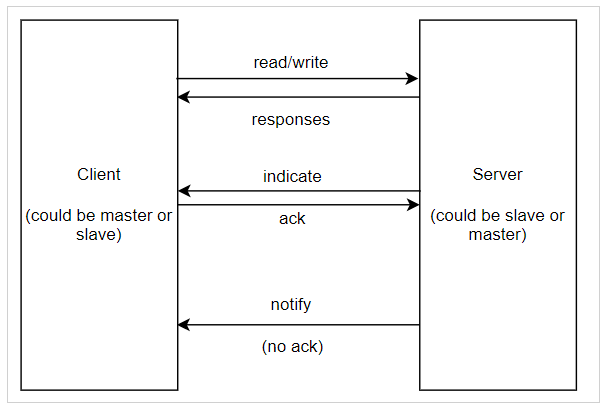 read/write
responses
Client
(could be master or
slave)
indicate
ack
Server
(could be slave or
master)
notify
(no ack)